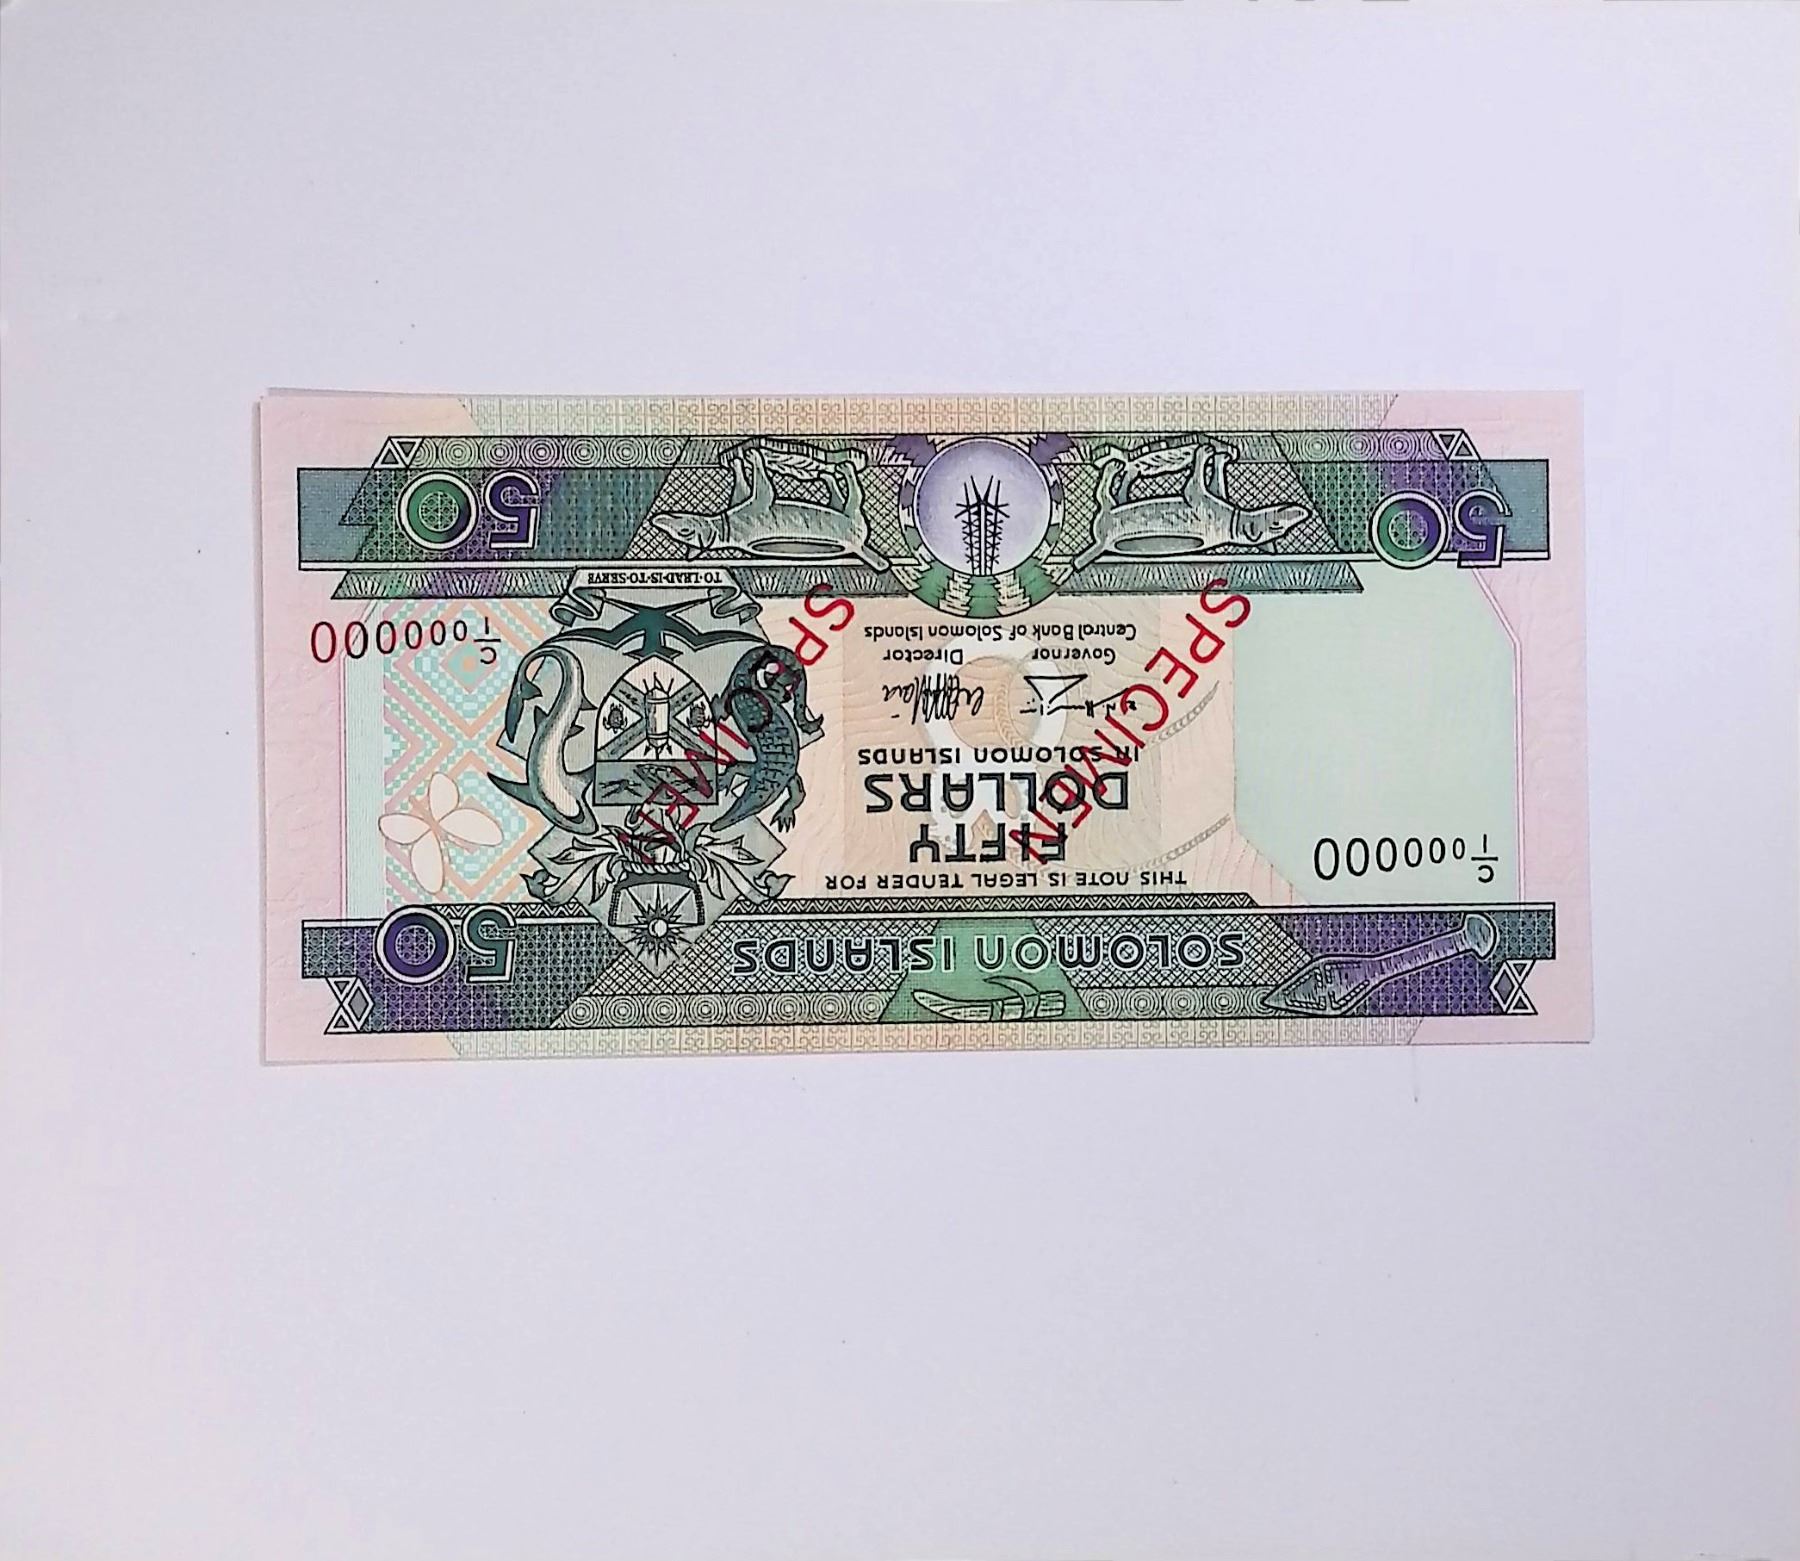 SOLOMON ISLANDS
50
C/1 000000
THIS NOTE IS LEGAL TENDER FOR
FIFTY
DOLLARS
IN SOLOMON ISLANDS
Governor Director
Central Bank of Solomon Islands
SPECIMEN
SPECIMEN
C/1 000000
TO·LEAD·IS·TO·SERVE
50
50